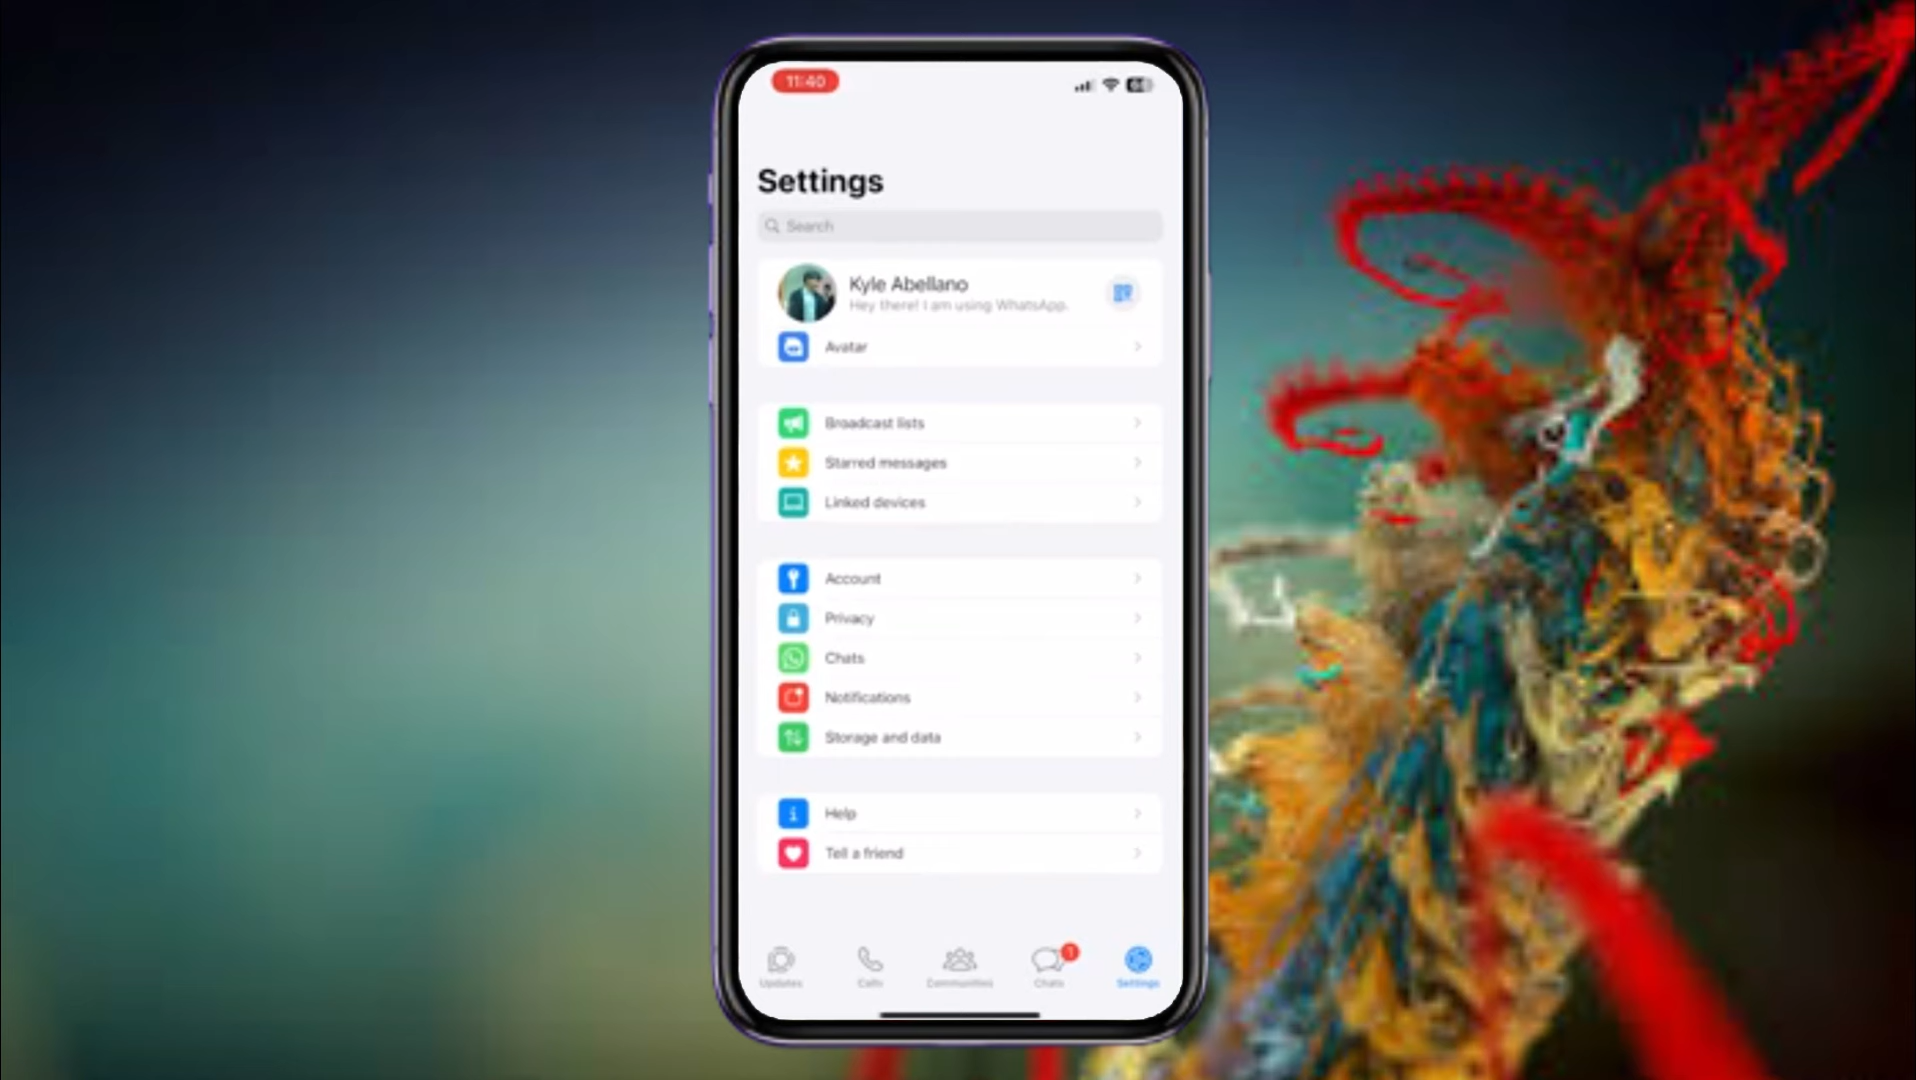 11:40
Settings
Search
Kyle Abellano
Hey there! I am using WhatsApp.
Avatar
Broadcast lists
Starred messages
Linked devices
Account
Privacy
Chats
Notifications
Storage and data
Help
Tell a friend
Updates
Calls
Communities
Chats
1
Settings